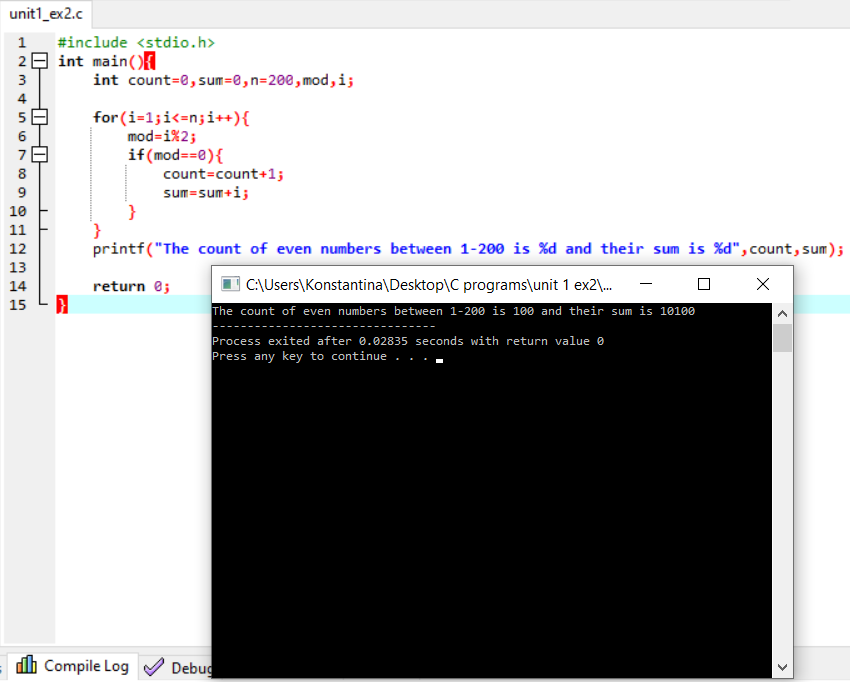 unit1_ex2.c
1 #include <stdio.h>
2 int main(){
3 int count=0,sum=0,n=200,mod,i;
4
5 for(i=1;i<=n;i++){
6 mod=i%2;
7 if(mod==0){
8 count=count+1;
9 sum=sum+i;
10 }
11 }
12 printf("The count of even numbers between 1-200 is %d and their sum is %d",count,sum);
13
14 return 0;
15 }
C:\Users\Konstantina\Desktop\C programs\unit 1 ex2\...
The count of even numbers between 1-200 is 100 and their sum is 10100
--------------------------------
Process exited after 0.02835 seconds with return value 0
Press any key to continue . . .
Compile Log Debug